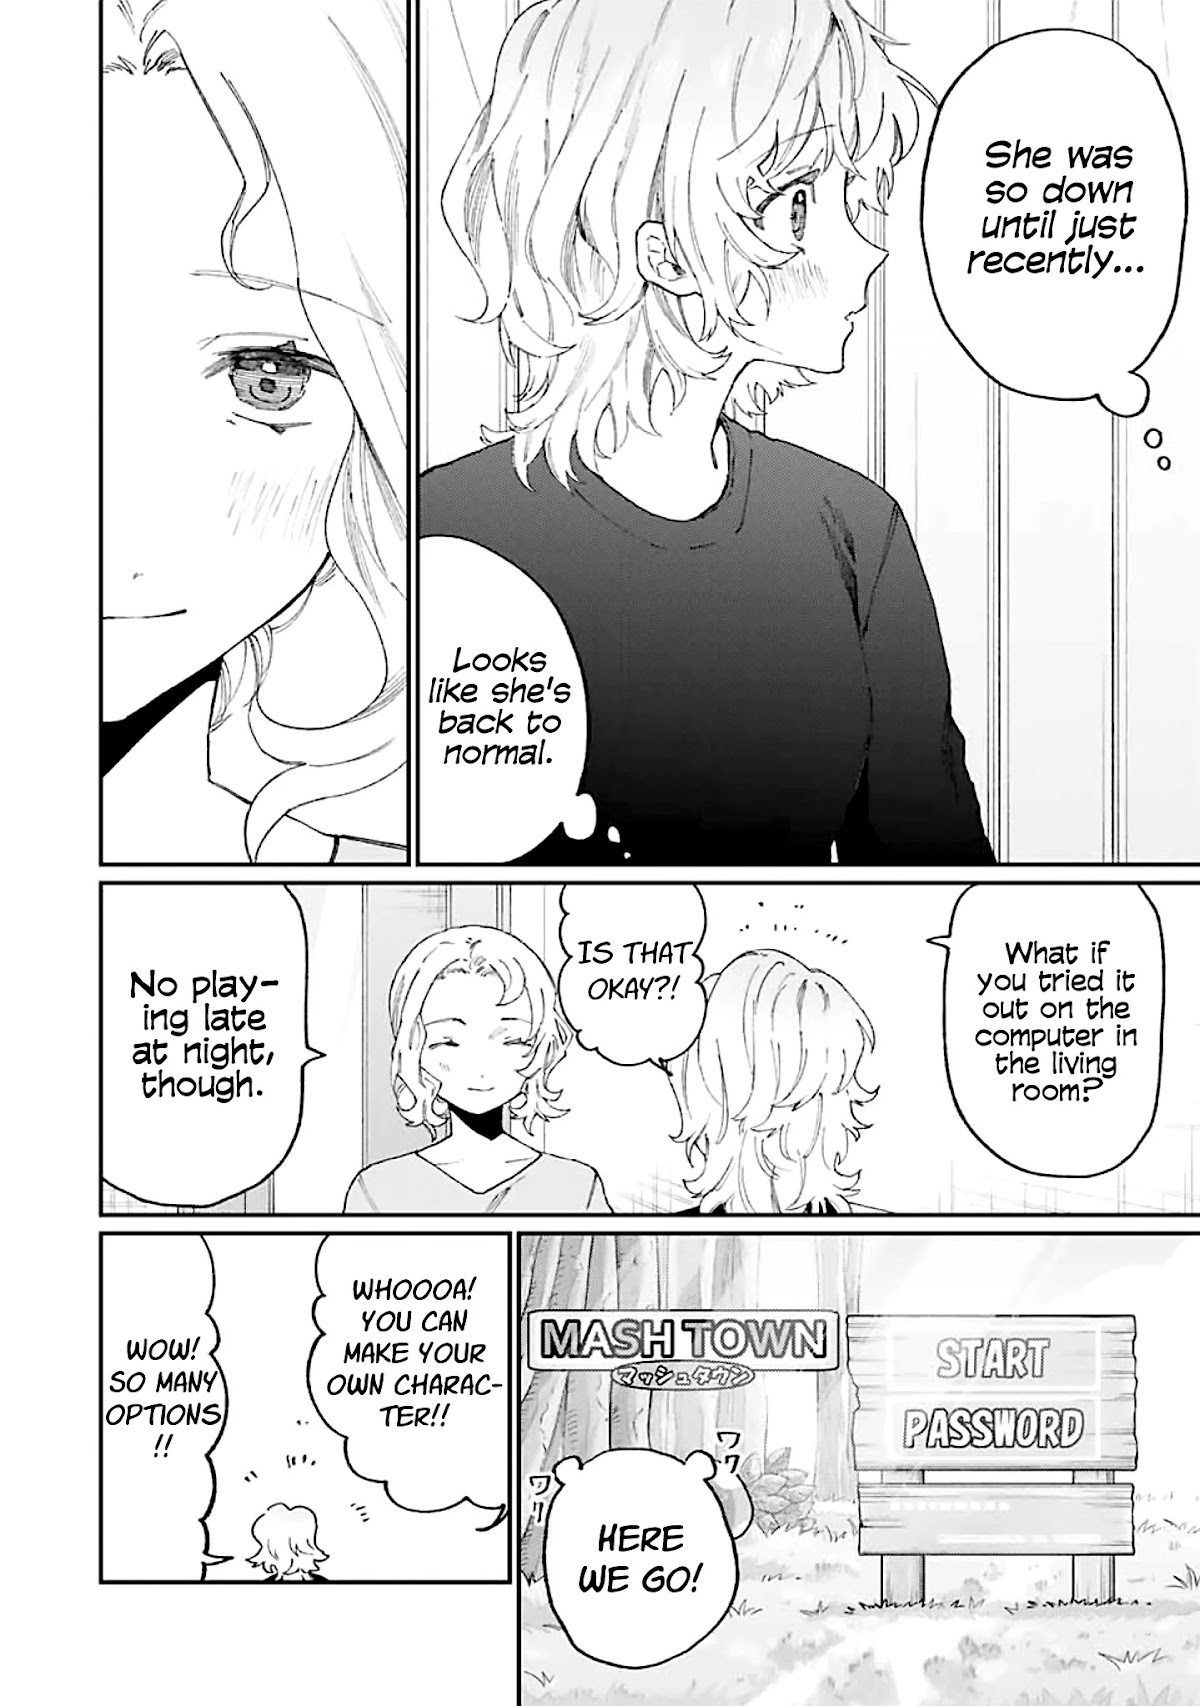 She was
so down
until just
recently...
Looks
like she's
back to
normal.
What if
you tried it
out on the
computer in
the living
room?
IS THAT
OKAY?!
No play-
ing late
at night,
though.
MASH TOWN
マッシュタウン
START
PASSWORD
ワワ
ワワ
HERE
WE GO!
WHOOOA!
YOU CAN
MAKE YOUR
OWN CHARAC-
TER!!
WOW!
SO MANY
OPTIONS
!!